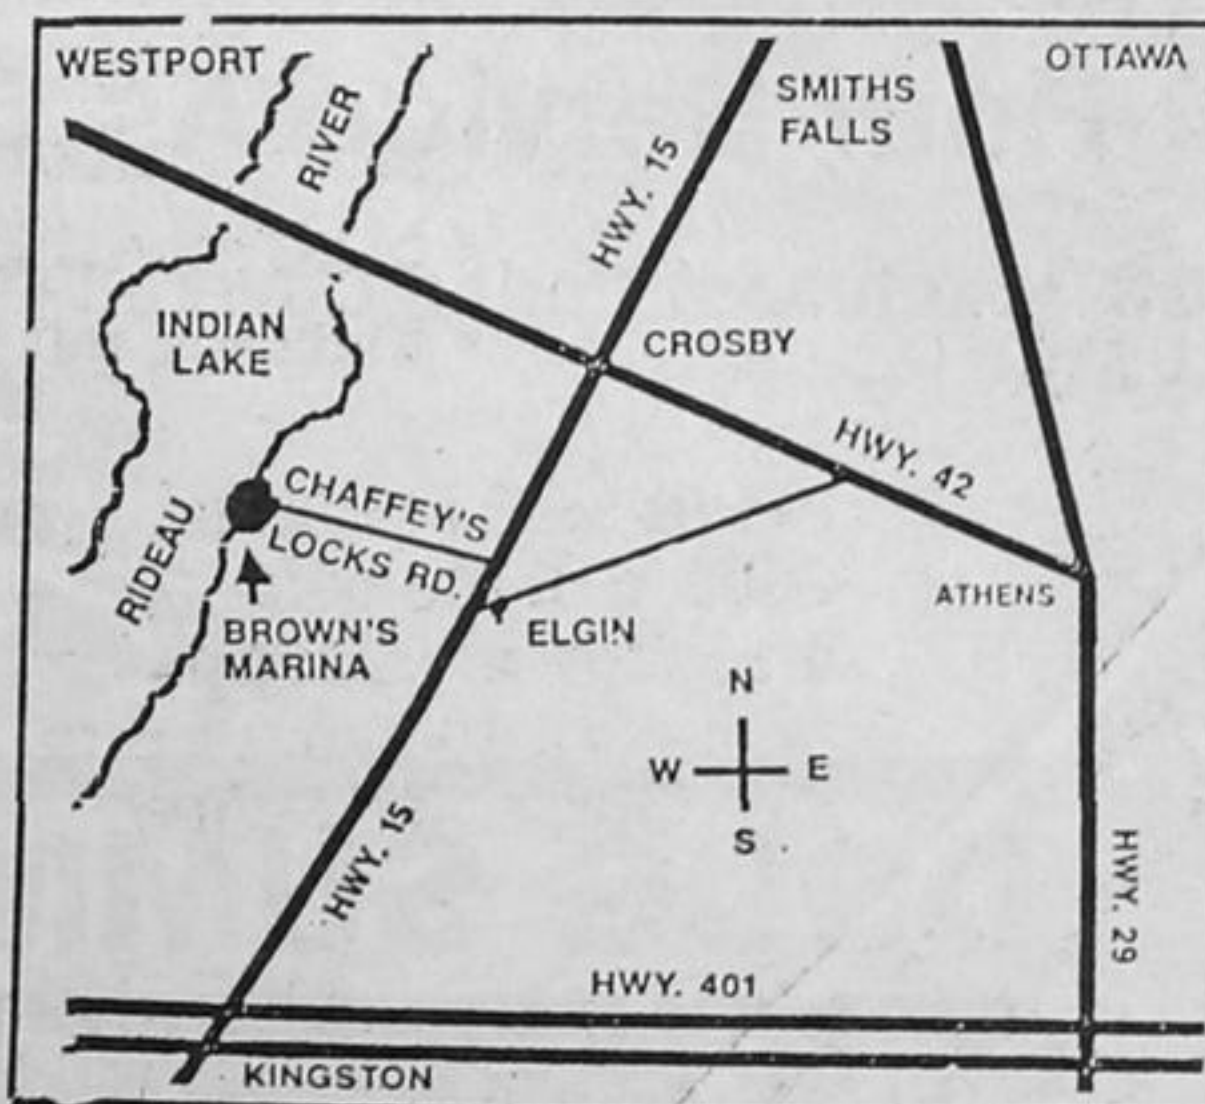 WESTPORT
OTTAWA
SMITHS
FALLS
RIVER
HWY. 15
INDIAN
LAKE
CROSBY
HWY. 42
CHAFFEY'S
LOCKS RD.
RIDEAU
ATHENS
BROWN'S
MARINA
ELGIN
N
W E
S
HWY. 15
HWY. 29
HWY. 401
KINGSTON